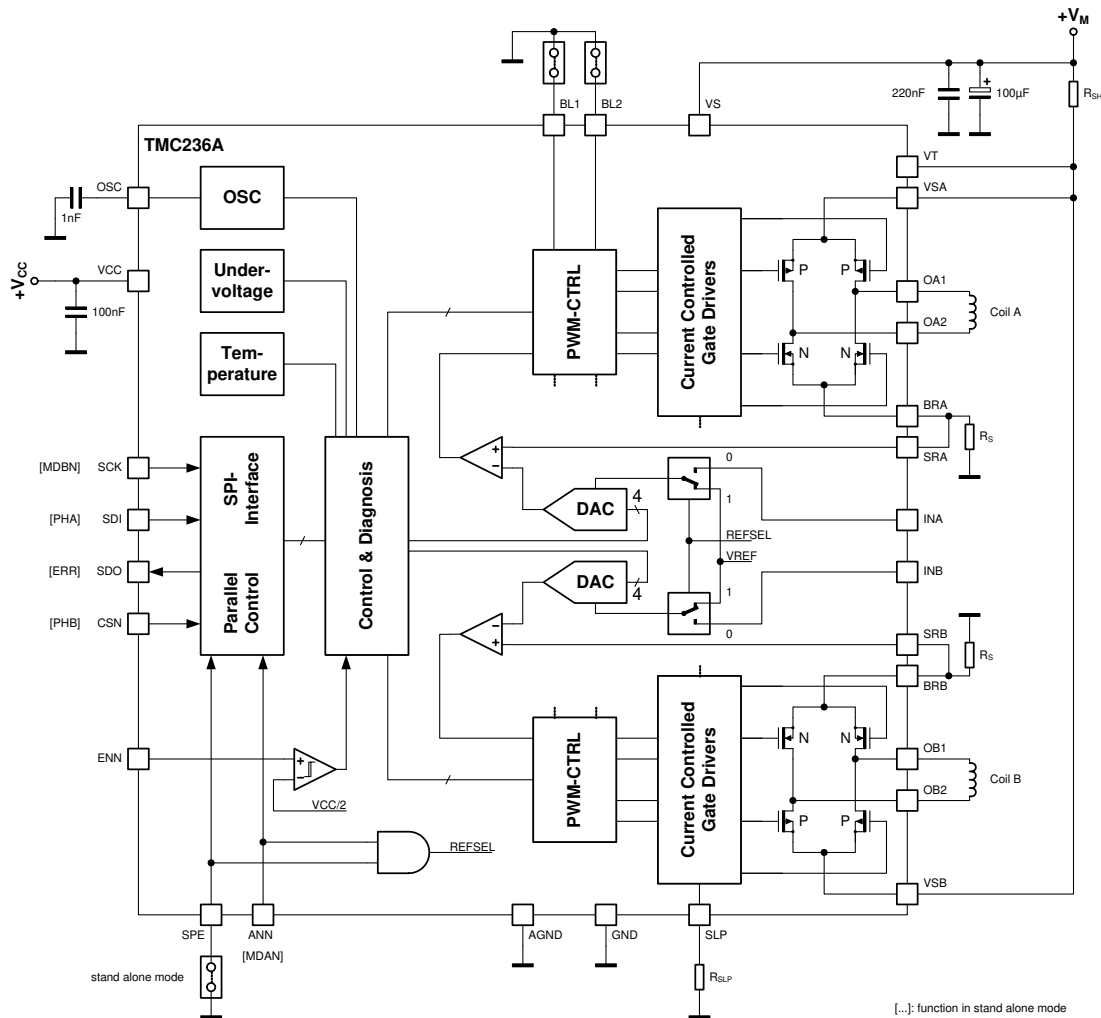 +VM
220nF
100µF
+
RSH
BL1
BL2
VS
TMC236A
OSC
1nF
OSC
VT
VSA
+VCC
VCC
100nF
Under-
voltage
Tem-
perature
PWM-CTRL
Current Controlled
Gate Drivers
P
P
N
N
OA1
OA2
Coil A
BRA
SRA
RS
[MDBN]
SCK
[PHA]
SDI
[ERR]
SDO
[PHB]
CSN
SPI-
Interface
Parallel
Control
Control & Diagnosis
+
−
DAC
4
0
1
INA
REFSEL
VREF
DAC
4
1
0
INB
−
+
SRB
BRB
RS
ENN
+
−
VCC/2
REFSEL
PWM-CTRL
Current Controlled
Gate Drivers
N
N
P
P
OB1
OB2
Coil B
VSB
SPE
ANN
[MDAN]
AGND
GND
SLP
stand alone mode
RSLP
[...]: function in stand alone mode